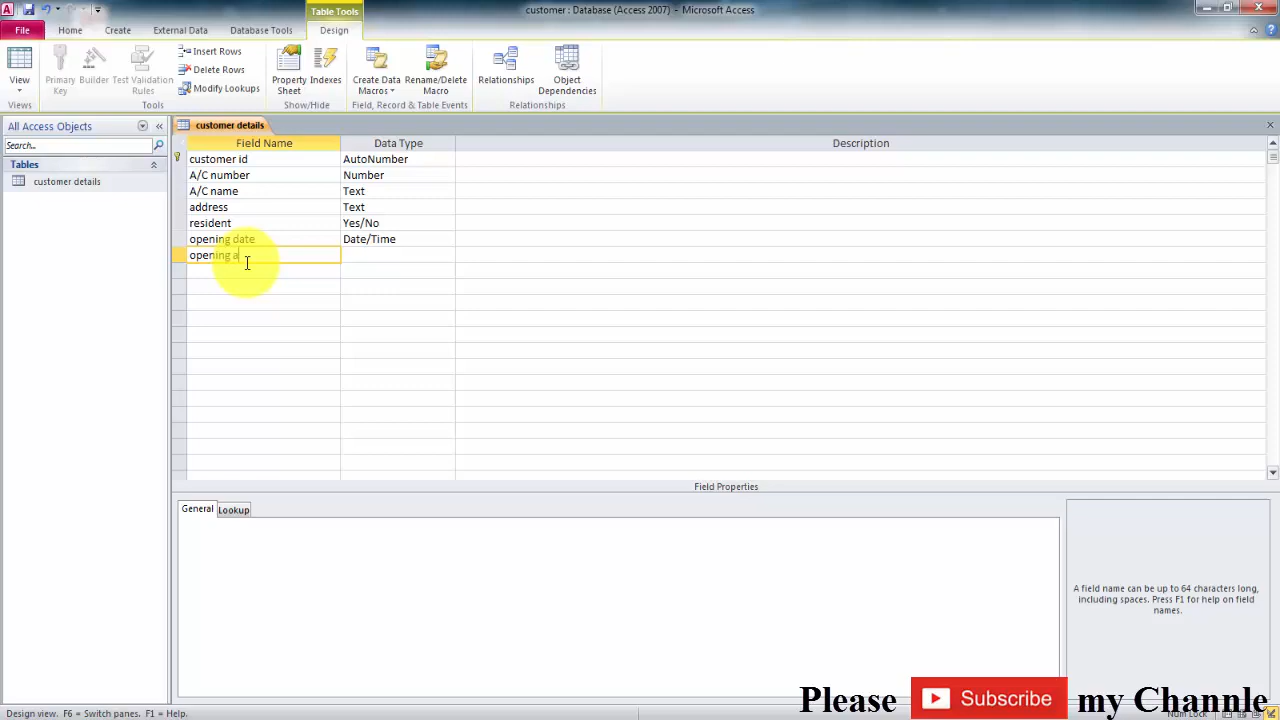 customer : Database (Access 2007) - Microsoft Access
Table Tools
File Home Create External Data Database Tools Design
View
Primary Key
Builder
Test Validation Rules
Insert Rows
Delete Rows
Modify Lookups
Property Sheet
Indexes
Create Data Macros
Rename/Delete Macro
Relationships
Object Dependencies
Views Tools Show/Hide Field, Record & Table Events Relationships
All Access Objects
Search...
Tables
customer details
customer details
Field Name Data Type Description
customer id AutoNumber
A/C number Number
A/C name Text
address Text
resident Yes/No
opening date Date/Time
opening a
Field Properties
General Lookup
A field name can be up to 64 characters long,
including spaces. Press F1 for help on field
names.
Please Subscribe my Channle
Design view. F6 = Switch panes. F1 = Help.
Num Lock